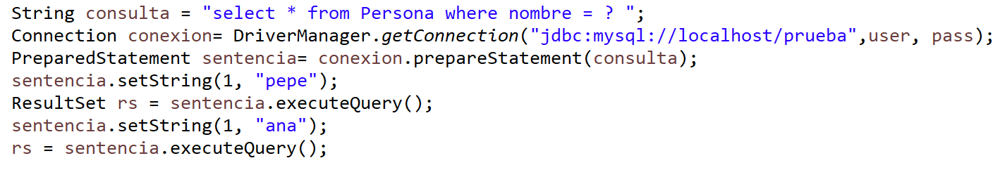 String consulta = "select * from Persona where nombre = ? ";
Connection conexion= DriverManager.getConnection("jdbc:mysql://localhost/prueba",user, pass);
PreparedStatement sentencia= conexion.prepareStatement(consulta);
sentencia.setString(1, "pepe");
ResultSet rs = sentencia.executeQuery();
sentencia.setString(1, "ana");
rs = sentencia.executeQuery();